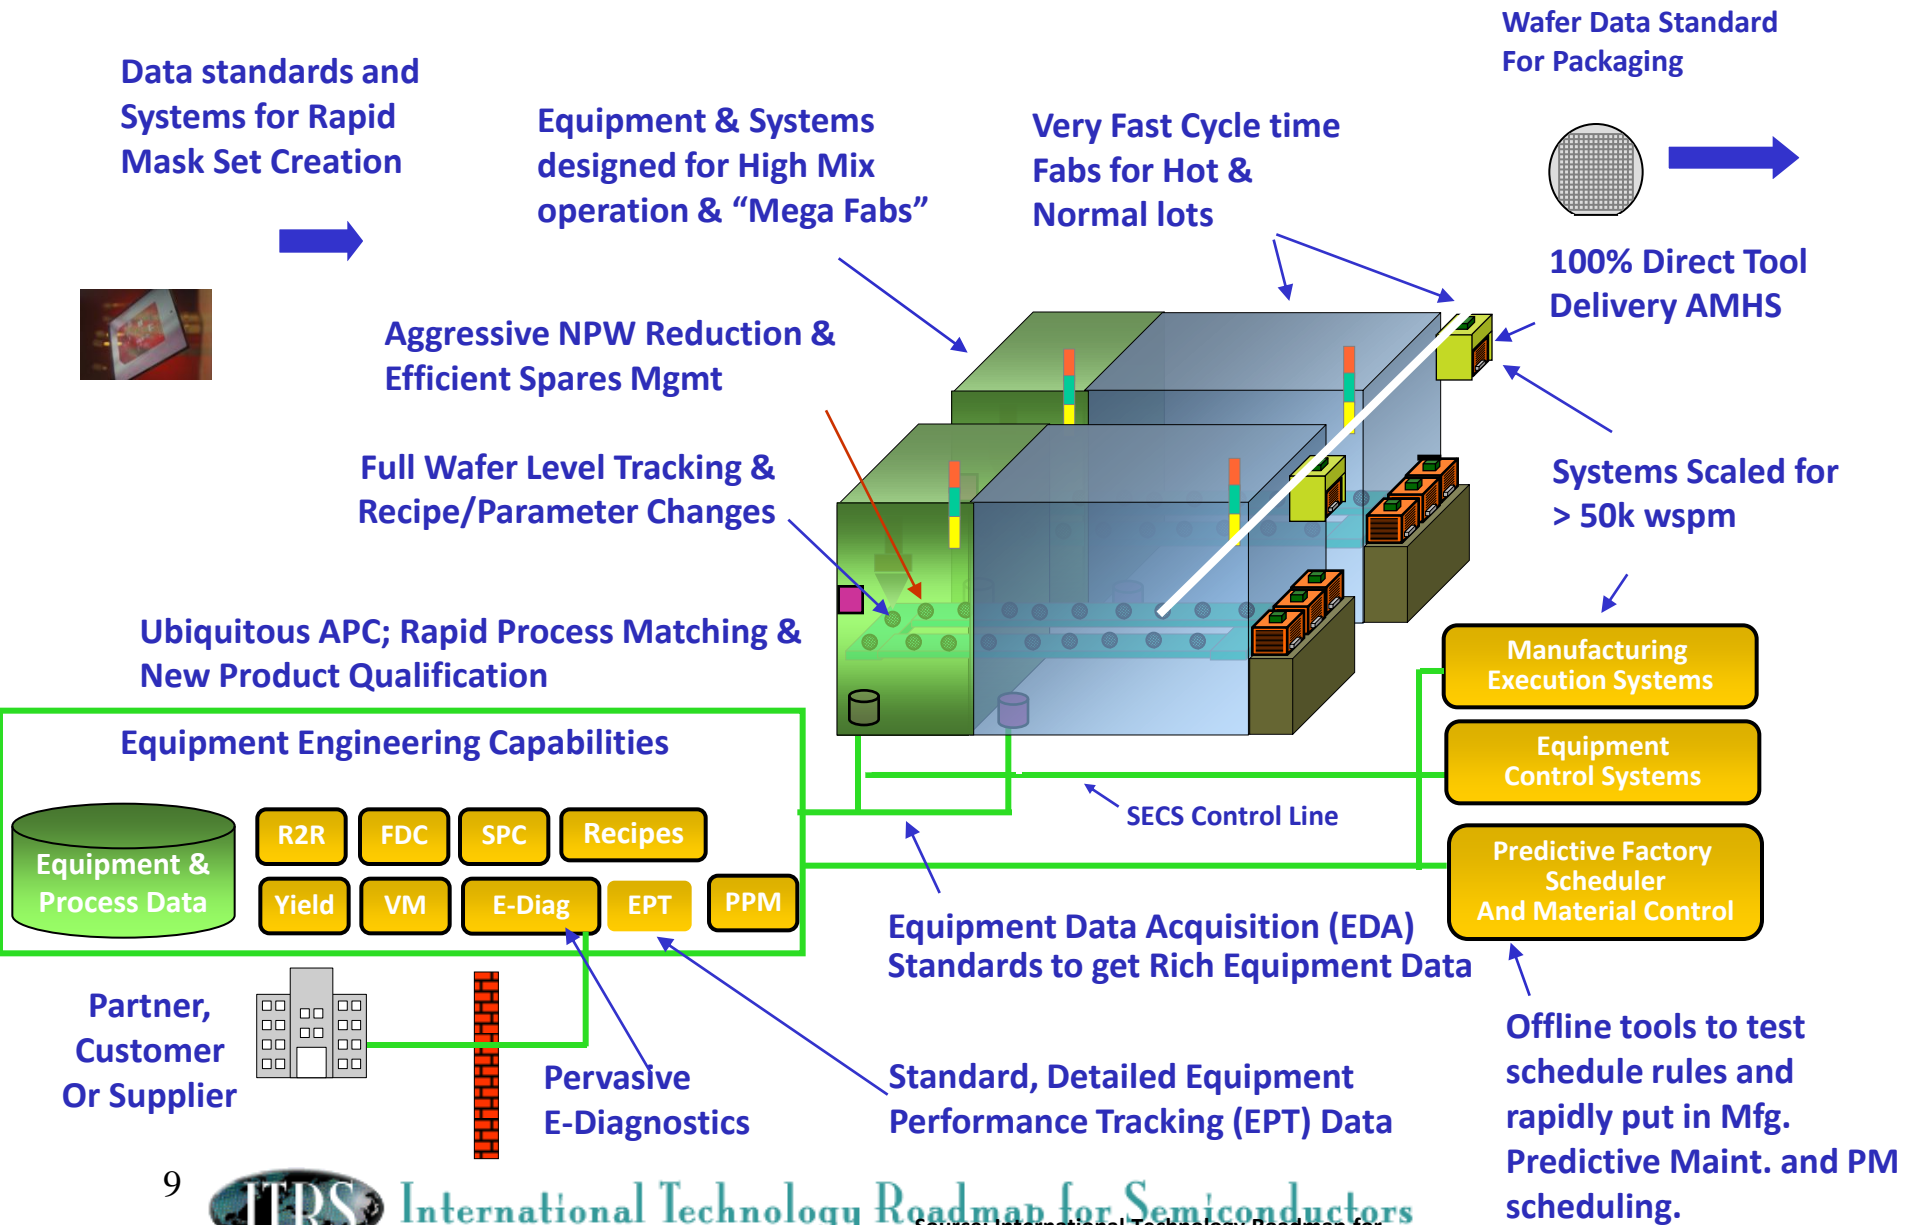 Wafer Data Standard
For Packaging
Data standards and
Systems for Rapid
Mask Set Creation
Equipment & Systems
designed for High Mix
operation & “Mega Fabs”
Very Fast Cycle time
Fabs for Hot &
Normal lots
100% Direct Tool
Delivery AMHS
Aggressive NPW Reduction &
Efficient Spares Mgmt
Full Wafer Level Tracking &
Recipe/Parameter Changes
Systems Scaled for
> 50k wspm
Ubiquitous APC; Rapid Process Matching &
New Product Qualification
Manufacturing
Execution Systems
Equipment
Control Systems
Predictive Factory
Scheduler
And Material Control
Equipment Engineering Capabilities
SECS Control Line
Equipment &
Process Data
R2R
FDC
SPC
Recipes
Yield
VM
E-Diag
EPT
PPM
Equipment Data Acquisition (EDA)
Standards to get Rich Equipment Data
Partner,
Customer
Or Supplier
Pervasive
E-Diagnostics
Standard, Detailed Equipment
Performance Tracking (EPT) Data
Offline tools to test
schedule rules and
rapidly put in Mfg.
Predictive Maint. and PM
scheduling.
9
ITRS
International Technology Roadmap for Semiconductors
Source: International Technology Roadmap for